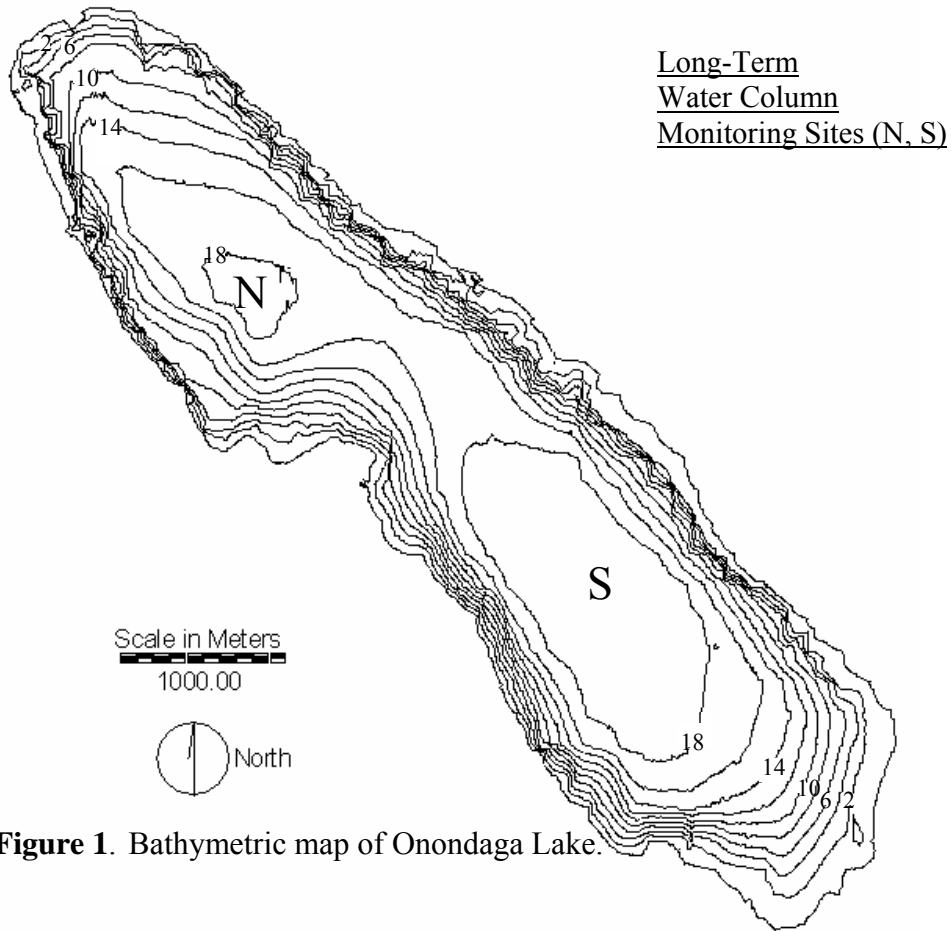 Long-Term
Water Column
Monitoring Sites (N, S)
2 6
10
14
18
N
S
18
14
10 6 2
Scale in Meters
1000.00
North
Figure 1. Bathymetric map of Onondaga Lake.